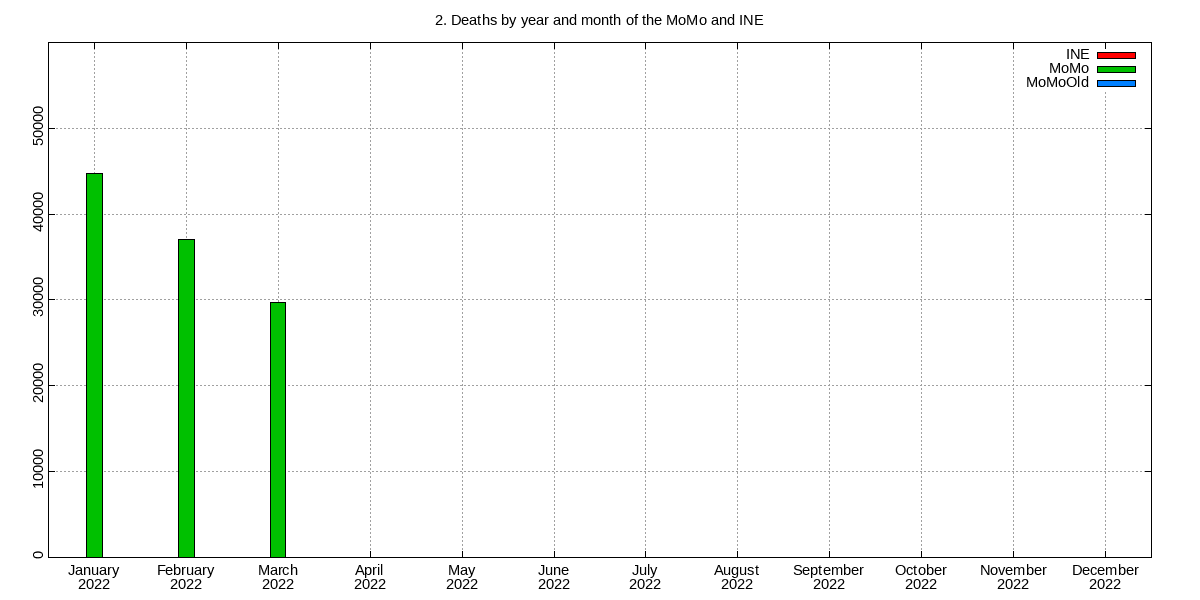 2. Deaths by year and month of the MoMo and INE
INE
MoMo
MoMoOld
50000
40000
30000
20000
10000
0
January February March April May June July August September October November December
2022 2022 2022 2022 2022 2022 2022 2022 2022 2022 2022 2022